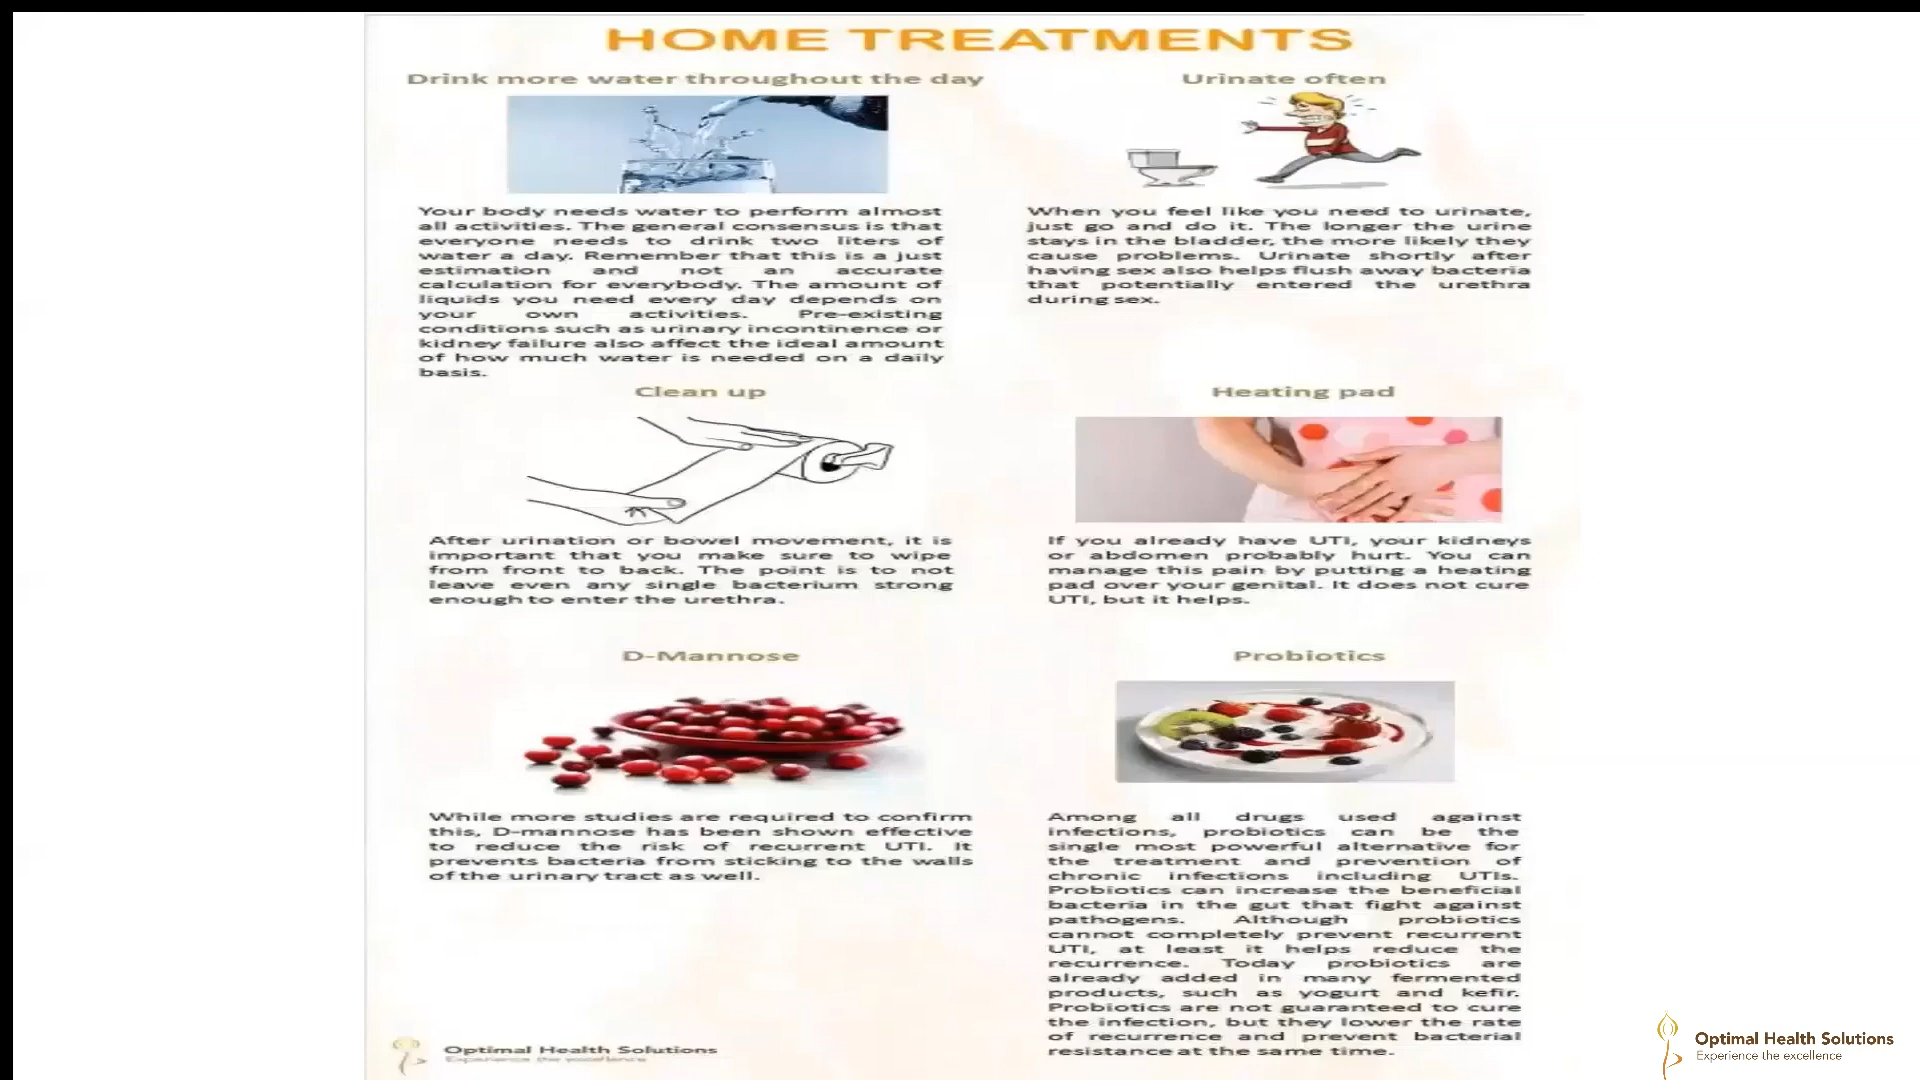 HOME TREATMENTS
Drink more water throughout the day
Your body needs water to perform almost
all activities. The general consensus is that
everyone needs to drink two liters of
water a day. Remember that this is a just
estimation and not an accurate
calculation for everybody. The amount of
liquids you need every day depends on
your own activities. Pre-existing
conditions such as urinary incontinence or
kidney failure also affect the ideal amount
of how much water is needed on a daily
basis.
Urinate often
When you feel like you need to urinate,
just go and do it. The longer the urine
stays in the bladder, the more likely they
cause problems. Urinate shortly after
having sex also helps flush away bacteria
that potentially entered the urethra
during sex.
Clean up
After urination or bowel movement, it is
important that you make sure to wipe
from front to back. The point is to not
leave even any single bacterium strong
enough to enter the urethra.
Heating pad
If you already have UTI, your kidneys
or abdomen probably hurt. You can
manage this pain by putting a heating
pad over your genital. It does not cure
UTI, but it helps.
D-Mannose
While more studies are required to confirm
this, D-mannose has been shown effective
to reduce the risk of recurrent UTI. It
prevents bacteria from sticking to the walls
of the urinary tract as well.
Probiotics
Among all drugs used against
infections, probiotics can be the
single most powerful alternative for
the treatment and prevention of
chronic infections including UTIs.
Probiotics can increase the beneficial
bacteria in the gut that fight against
pathogens. Although probiotics
cannot completely prevent recurrent
UTI, at least it helps reduce the
recurrence. Today probiotics are
already added in many fermented
products, such as yogurt and kefir.
Probiotics are not guaranteed to cure
the infection, but they lower the rate
of recurrence and prevent bacterial
resistance at the same time.
Optimal Health Solutions
Experience the excellence
Optimal Health Solutions
Experience the excellence